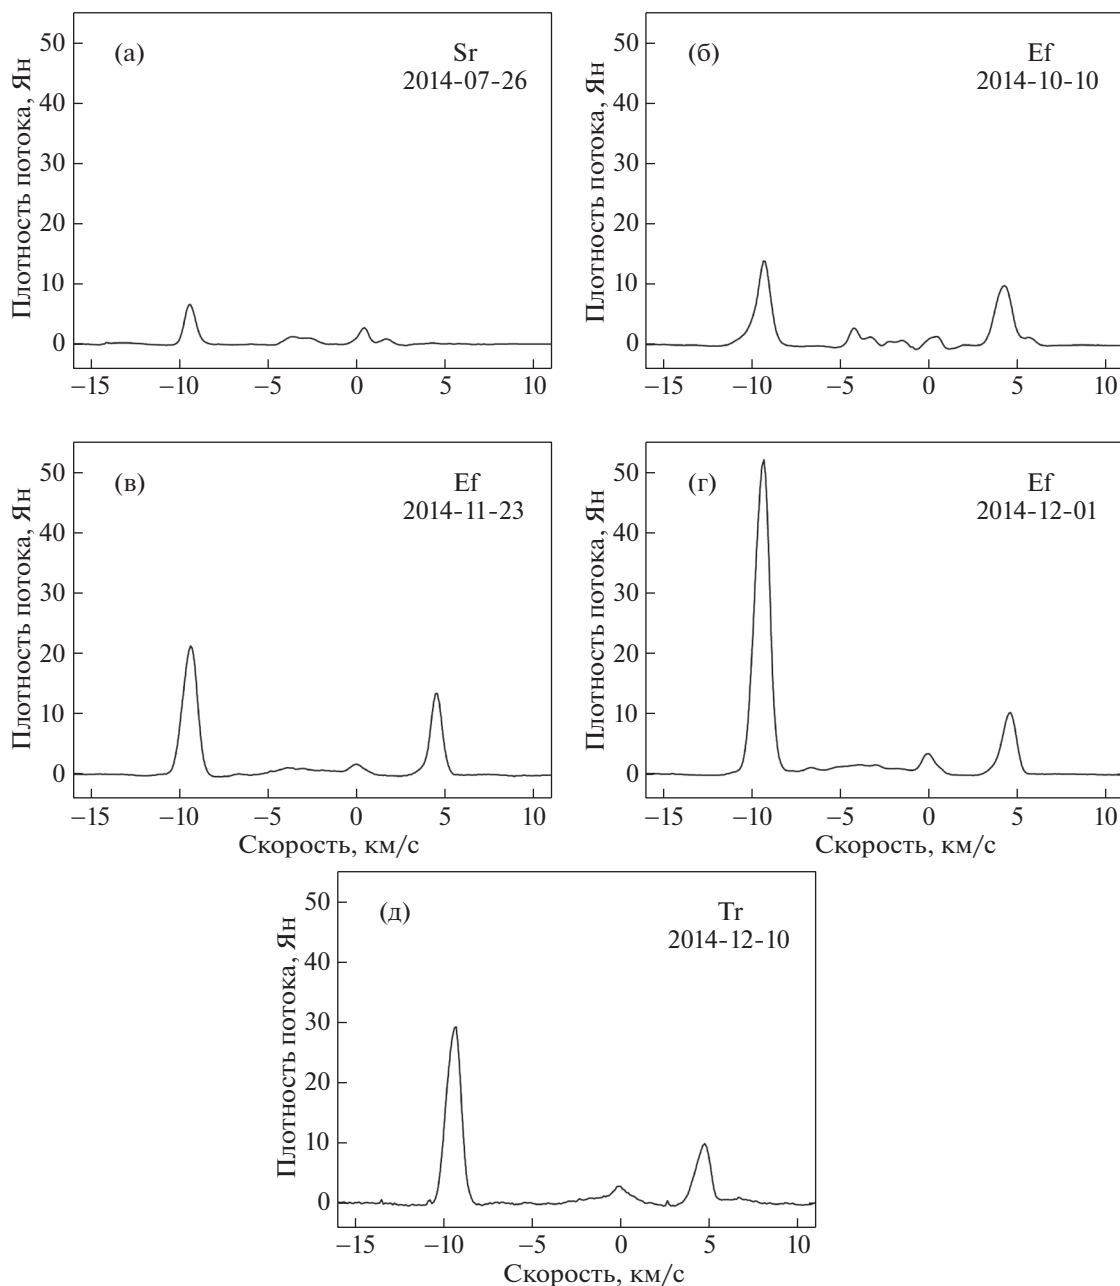 Плотность потока, Ян
50
40
30
20
10
0
(а)
Sr
2014-07-26
−15 −10 −5 0 5 10
Плотность потока, Ян
50
40
30
20
10
0
(б)
Ef
2014-10-10
−15 −10 −5 0 5 10
Плотность потока, Ян
50
40
30
20
10
0
(в)
Ef
2014-11-23
−15 −10 −5 0 5 10
Скорость, км/с
Плотность потока, Ян
50
40
30
20
10
0
(г)
Ef
2014-12-01
−15 −10 −5 0 5 10
Скорость, км/с
Плотность потока, Ян
50
40
30
20
10
0
(д)
Tr
2014-12-10
−15 −10 −5 0 5 10
Скорость, км/с